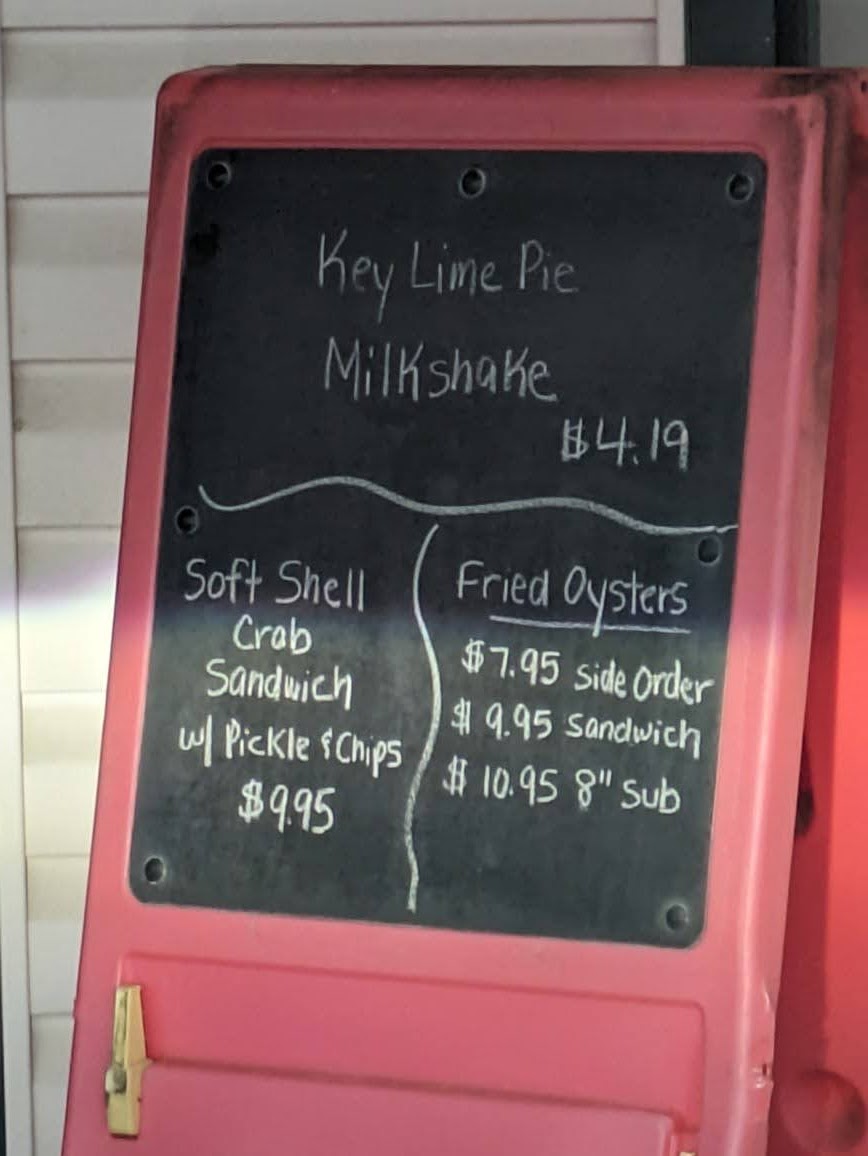 Key Lime Pie
Milkshake
$4.19
Soft Shell
Crab
Sandwich
w/ Pickle & Chips
$9.95
Fried Oysters
$7.95 side order
$9.95 sandwich
$10.95 8" sub